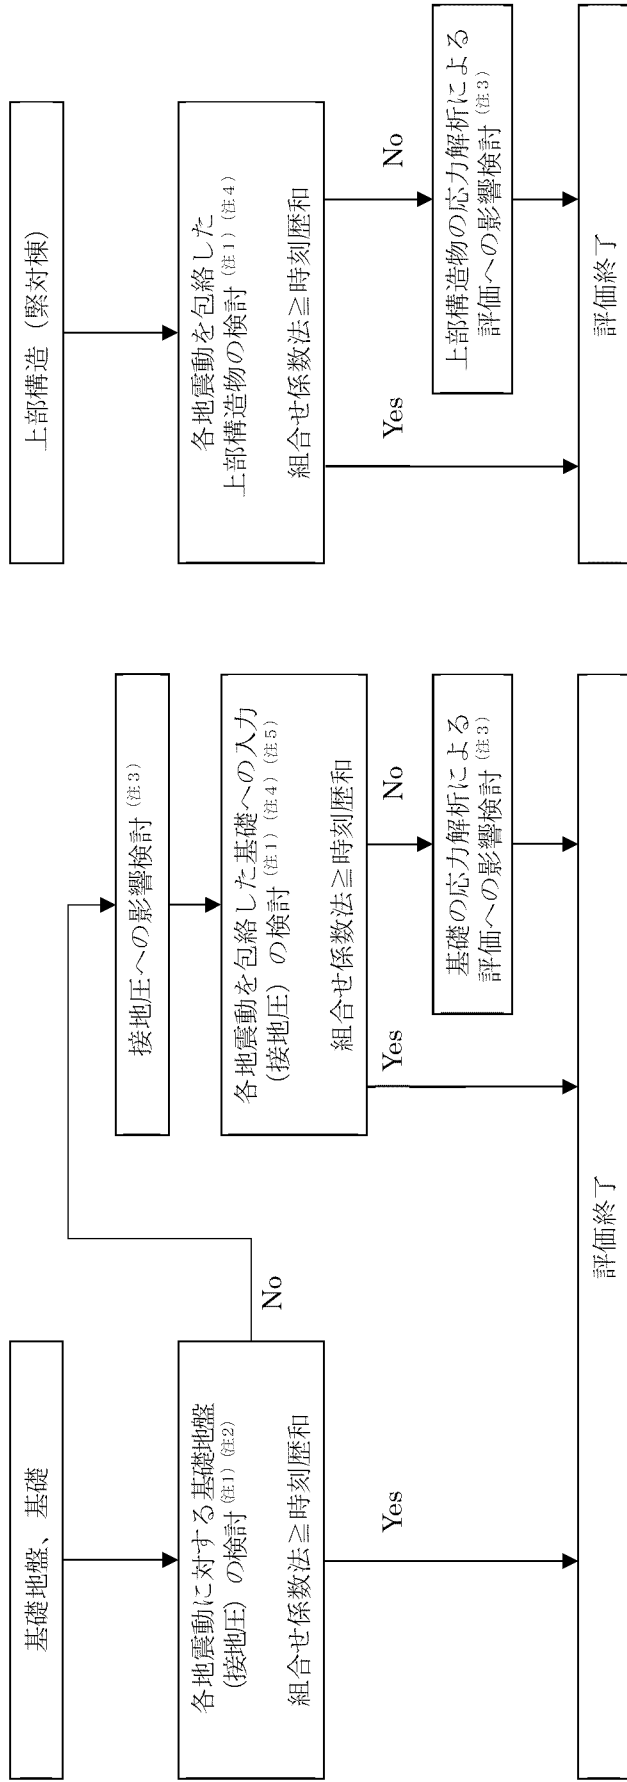 基礎地盤、基礎
各地震動に対する基礎地盤
(接地圧）の検討（注1）（注2）
組合せ係数法≧時刻歴和
Yes
No
接地圧への影響検討（注3）
各地震動を包絡した基礎への入力
(接地圧）の検討（注1）（注4）（注5）
組合せ係数法≧時刻歴和
Yes
No
基礎の応力解析による
評価への影響検討（注3）
評価終了
上部構造（緊対棟）
各地震動を包絡した
上部構造物の検討（注1）（注4）
組合せ係数法≧時刻歴和
Yes
No
上部構造物の応力解析による
評価への影響検討（注3）
評価終了